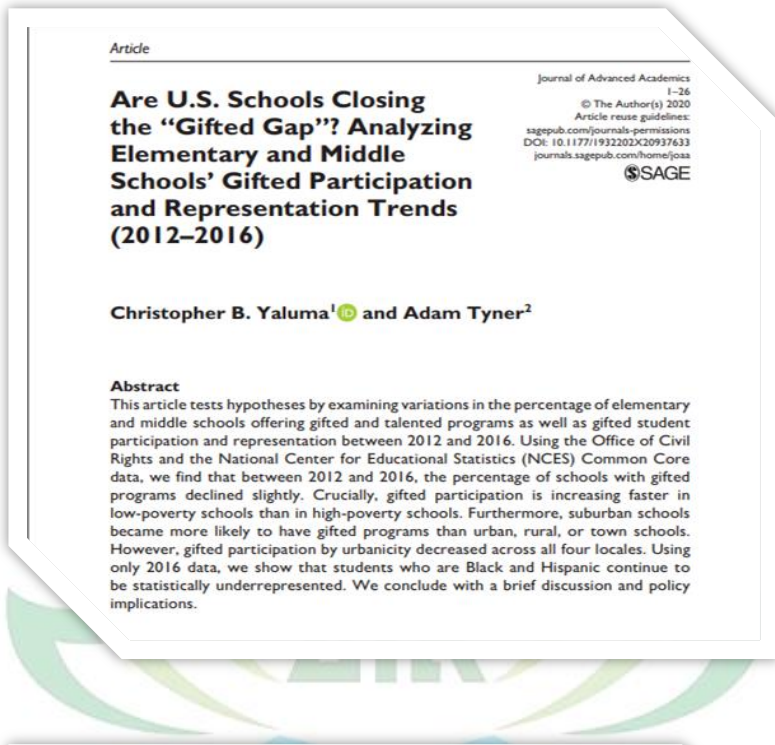 Article
Journal of Advanced Academics
1–26
© The Author(s) 2020
Article reuse guidelines:
sagepub.com/journals-permissions
DOI: 10.1177/1932202X20937633
journals.sagepub.com/home/joaa
SAGE
Are U.S. Schools Closing
the “Gifted Gap”? Analyzing
Elementary and Middle
Schools’ Gifted Participation
and Representation Trends
(2012–2016)
Christopher B. Yaluma1 iD and Adam Tyner2
Abstract
This article tests hypotheses by examining variations in the percentage of elementary
and middle schools offering gifted and talented programs as well as gifted student
participation and representation between 2012 and 2016. Using the Office of Civil
Rights and the National Center for Educational Statistics (NCES) Common Core
data, we find that between 2012 and 2016, the percentage of schools with gifted
programs declined slightly. Crucially, gifted participation is increasing faster in
low-poverty schools than in high-poverty schools. Furthermore, suburban schools
became more likely to have gifted programs than urban, rural, or town schools.
However, gifted participation by urbanicity decreased across all four locales. Using
only 2016 data, we show that students who are Black and Hispanic continue to
be statistically underrepresented. We conclude with a brief discussion and policy
implications.